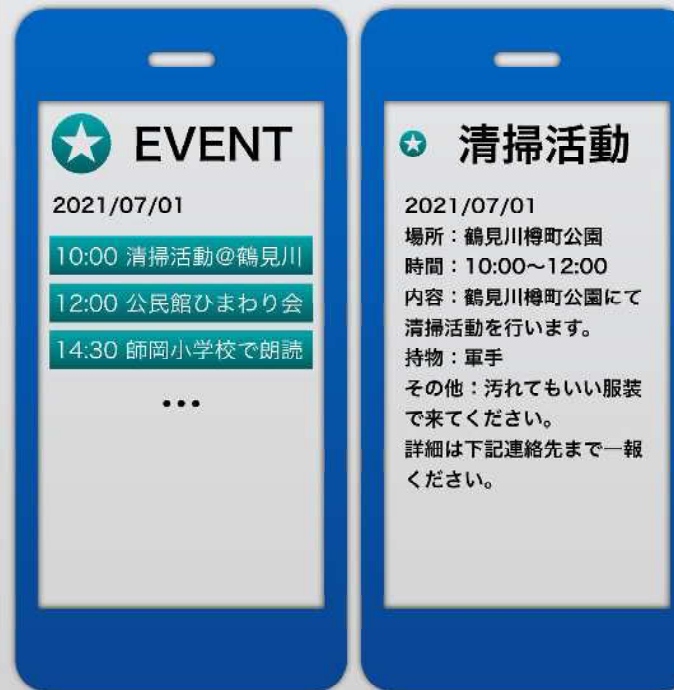 EVENT
2021/07/01
10:00 清掃活動@鶴見川
12:00 公民館ひまわり会
14:30 師岡小学校で朗読
•••
清掃活動
2021/07/01
場所：鶴見川樽町公園
時間：10:00〜12:00
内容：鶴見川樽町公園にて
清掃活動を行います。
持物：軍手
その他：汚れてもいい服装
で来てください。
詳細は下記連絡先まで一報
ください。